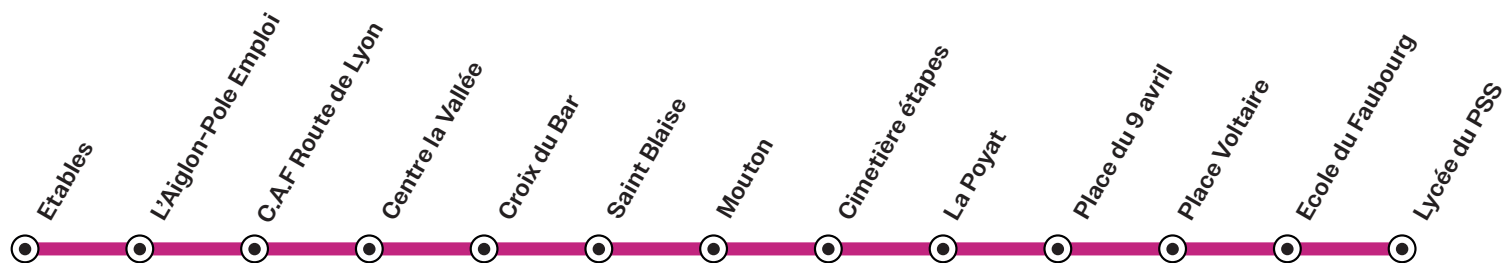 Etables
L'Aiglon-Pole Emploi
C.A.F Route de Lyon
Centre la Vallée
Croix du Bar
Saint Blaise
Mouton
Cimetière étapes
La Poyat
Place du 9 avril
Place Voltaire
Ecole du Faubourg
Lycée du PSS